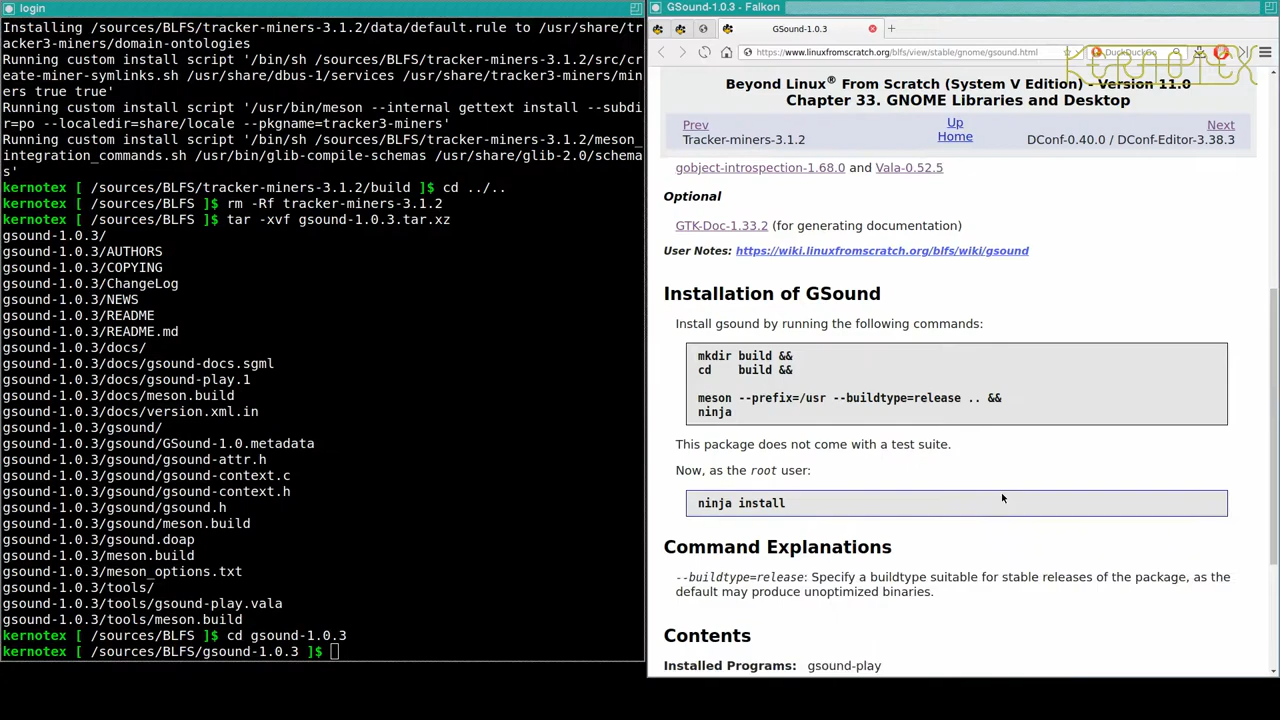 login
Installing /sources/BLFS/tracker-miners-3.1.2/data/default.rule to /usr/share/tr
acker3-miners/domain-ontologies
Running custom install script '/bin/sh /sources/BLFS/tracker-miners-3.1.2/src/cr
eate-miner-symlinks.sh /usr/share/dbus-1/services /usr/share/tracker3-miners/min
ers true true'
Running custom install script '/usr/bin/meson --internal gettext install --subdi
r=po --localedir=share/locale --pkgname=tracker3-miners'
Running custom install script '/bin/sh /sources/BLFS/tracker-miners-3.1.2/meson_
integration_commands.sh /usr/bin/glib-compile-schemas /usr/share/glib-2.0/schema
s'
kernotex [ /sources/BLFS/tracker-miners-3.1.2/build ]$ cd ../..
kernotex [ /sources/BLFS ]$ rm -Rf tracker-miners-3.1.2
kernotex [ /sources/BLFS ]$ tar -xvf gsound-1.0.3.tar.xz
gsound-1.0.3/
gsound-1.0.3/AUTHORS
gsound-1.0.3/COPYING
gsound-1.0.3/ChangeLog
gsound-1.0.3/NEWS
gsound-1.0.3/README
gsound-1.0.3/README.md
gsound-1.0.3/docs/
gsound-1.0.3/docs/gsound-docs.sgml
gsound-1.0.3/docs/gsound-play.1
gsound-1.0.3/docs/meson.build
gsound-1.0.3/docs/version.xml.in
gsound-1.0.3/gsound/
gsound-1.0.3/gsound/GSound-1.0.metadata
gsound-1.0.3/gsound/gsound-attr.h
gsound-1.0.3/gsound/gsound-context.c
gsound-1.0.3/gsound/gsound-context.h
gsound-1.0.3/gsound/gsound.h
gsound-1.0.3/gsound/meson.build
gsound-1.0.3/gsound.doap
gsound-1.0.3/meson.build
gsound-1.0.3/meson_options.txt
gsound-1.0.3/tools/
gsound-1.0.3/tools/gsound-play.vala
gsound-1.0.3/tools/meson.build
kernotex [ /sources/BLFS ]$ cd gsound-1.0.3
kernotex [ /sources/BLFS/gsound-1.0.3 ]$
GSound-1.0.3 - Falkon
GSound-1.0.3
https://www.linuxfromscratch.org/blfs/view/stable/gnome/gsound.html
DuckDuckGo
KERNOTEX
Beyond Linux® From Scratch (System V Edition) - Version 11.0
Chapter 33. GNOME Libraries and Desktop
Prev Up Next
Tracker-miners-3.1.2 Home DConf-0.40.0 / DConf-Editor-3.38.3
gobject-introspection-1.68.0 and Vala-0.52.5
Optional
GTK-Doc-1.33.2 (for generating documentation)
User Notes: https://wiki.linuxfromscratch.org/blfs/wiki/gsound
Installation of GSound
Install gsound by running the following commands:
mkdir build &&
cd    build &&
meson --prefix=/usr --buildtype=release .. &&
ninja
This package does not come with a test suite.
Now, as the root user:
ninja install
Command Explanations
--buildtype=release: Specify a buildtype suitable for stable releases of the package, as the
default may produce unoptimized binaries.
Contents
Installed Programs: gsound-play